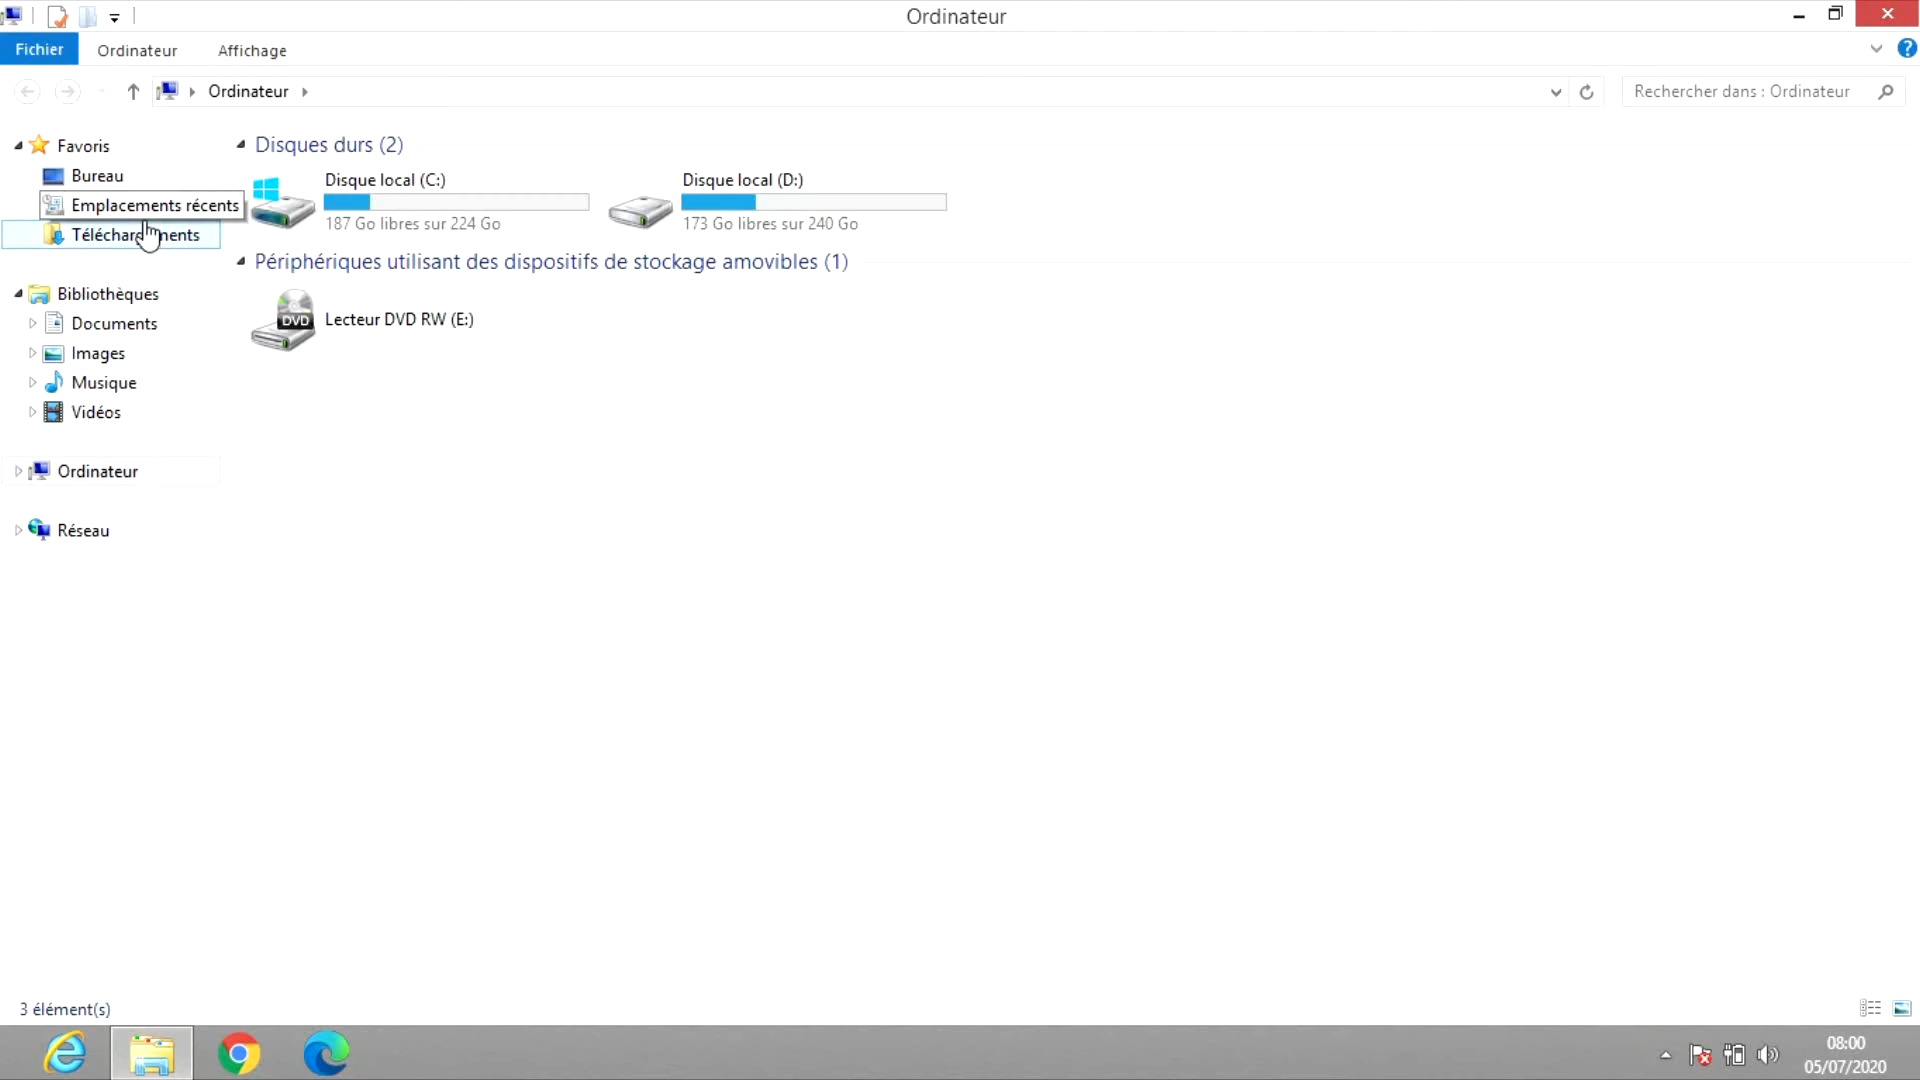 Ordinateur
Fichier
Ordinateur
Affichage
?
Ordinateur
Rechercher dans : Ordinateur
Favoris
Bureau
Emplacements récents
Bibliothèques
Documents
Images
Musique
Vidéos
Ordinateur
Réseau
Disques durs (2)
Disque local (C:)
187 Go libres sur 224 Go
Disque local (D:)
173 Go libres sur 240 Go
Périphériques utilisant des dispositifs de stockage amovibles (1)
DVD
Lecteur DVD RW (E:)
3 élément(s)
08:00
05/07/2020